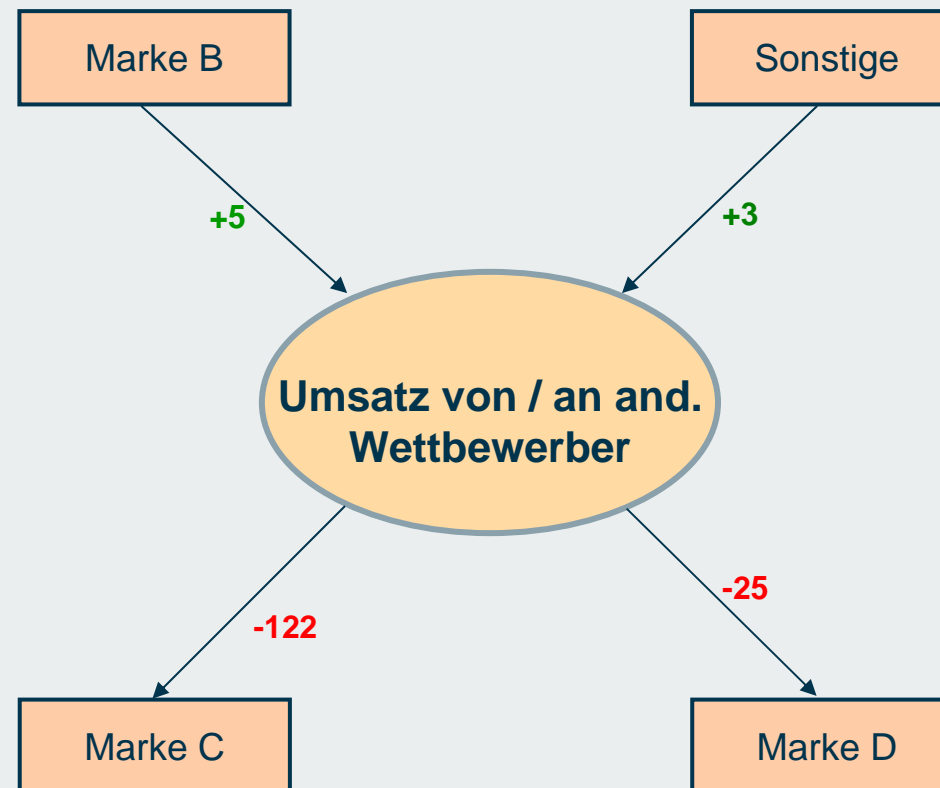 Marke B
Sonstige
+5
+3
Umsatz von / an and.
Wettbewerber
-25
-122
Marke C
Marke D